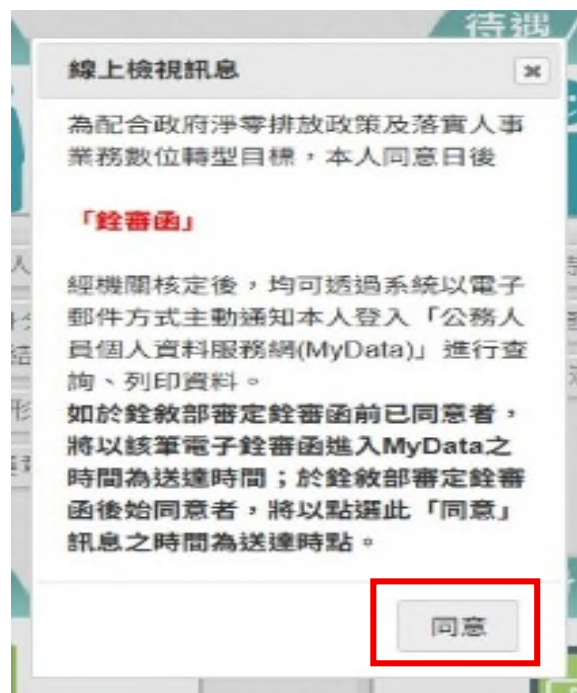 待遇
線上檢視訊息
為配合政府淨零排放政策及落實人事
業務數位轉型目標，本人同意日後
「銓審函」
經機關核定後，均可透過系統以電子
郵件方式主動通知本人登入「公務人
員個人資料服務網(MyData)」進行查
詢、列印資料。
如於銓敘部審定銓審函前已同意者，
將以該筆電子銓審函進入MyData之
時間為送達時間；於銓敘部審定銓審
函後始同意者，將以點選此「同意」
訊息之時間為送達時點。
同意